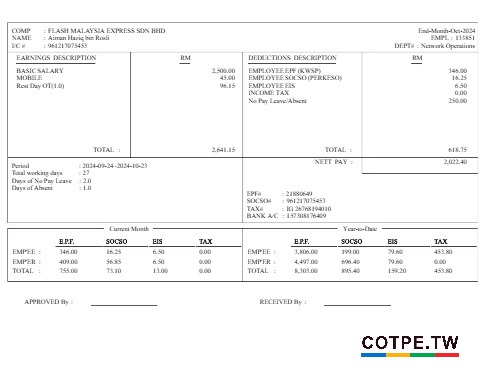 COMP : FLASH MALAYSIA EXPRESS SDN BHD End-Month-Oct-2024
NAME : Aiman Haziq bin Rosli EMPL : 133851
I/C # : 961217075453 DEPT# : Network Operations
EARNINGS DESCRIPTION RM DEDUCTIONS DESCRIPTION RM
BASIC SALARY 2,500.00 EMPLOYEE EPF (KWSP) 346.00
MOBILE 45.00 EMPLOYEE SOCSO (PERKESO) 16.25
Rest Day OT(1.0) 96.15 EMPLOYEE EIS 6.50
INCOME TAX 0.00
No Pay Leave/Absent 250.00
TOTAL : 2,641.15 TOTAL : 618.75
NETT PAY : 2,022.40
Period : 2024-09-24--2024-10-23
Total working days : 27
Days of No Pay Leave : 2.0
Days of Absent : 1.0
EPF# : 21880649
SOCSO# : 961217075453
TAX# : IG 26768194010
BANK A/C : 157308176409
Current Month Year-to-Date
E.P.F. SOCSO EIS TAX E.P.F. SOCSO EIS TAX
EMP'EE : 346.00 16.25 6.50 0.00 EMP'EE : 3,806.00 199.00 79.60 453.80
EMP'ER : 409.00 56.85 6.50 0.00 EMP'ER : 4,497.00 696.40 79.60 0.00
TOTAL : 755.00 73.10 13.00 0.00 TOTAL : 8,303.00 895.40 159.20 453.80
APPROVED By : RECEIVED By :
COTPE.TW